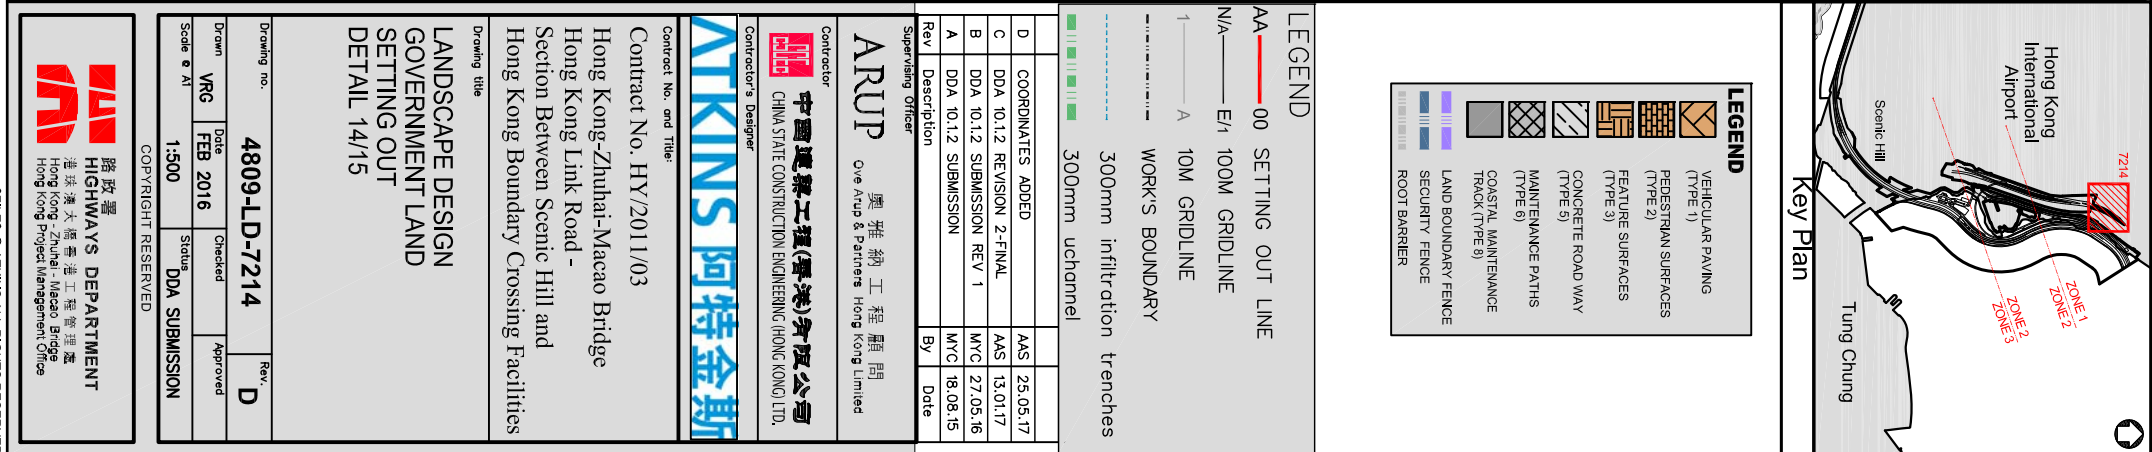 Hong Kong
International
Airport
Scenic Hill
7214
ZONE 1
ZONE 2
ZONE 2
ZONE 3
Tung Chung
Key Plan
LEGEND
VEHICULAR PAVING
(TYPE 1)
PEDESTRIAN SURFACES
(TYPE 2)
FEATURE SURFACES
(TYPE 3)
CONCRETE ROAD WAY
(TYPE 5)
MAINTENANCE PATHS
(TYPE 6)
COASTAL MAINTENANCE
TRACK (TYPE 8)
LAND BOUNDARY FENCE
SECURITY FENCE
ROOT BARRIER
LEGEND
AA 00 SETTING OUT LINE
N/A E/1 100M GRIDLINE
1 A 10M GRIDLINE
WORK'S BOUNDARY
300mm infiltration trenches
300mm uchannel
D COORDINATES ADDED AAS 25.05.17
C DDA 10.1.2 REVISION 2-FINAL AAS 13.01.17
B DDA 10.1.2 SUBMISSION REV 1 MYC 27.05.16
A DDA 10.1.2 SUBMISSION MYC 18.08.15
Rev Description By Date
Supervising Officer
ARUP 奧雅納工程顧問
Ove Arup & Partners Hong Kong Limited
Contractor
中國建築工程(香港)有限公司
CHINA STATE CONSTRUCTION ENGINEERING (HONG KONG) LTD.
Contractor's Designer
ATKINS 阿特金斯
Contract No. and Title:
Contract No. HY/2011/03
Hong Kong-Zhuhai-Macao Bridge
Hong Kong Link Road -
Section Between Scenic Hill and
Hong Kong Boundary Crossing Facilities
Drawing title
LANDSCAPE DESIGN
GOVERNMENT LAND
SETTING OUT
DETAIL 14/15
Drawing no. Rev.
4809-LD-7214 D
Drawn Date Checked Approved
VRG FEB 2016
Scale @ A1 Status
1:500 DDA SUBMISSION
COPYRIGHT RESERVED
路政署
HIGHWAYS DEPARTMENT
港珠澳大橋香港工程管理處
Hong Kong - Zhuhai - Macao Bridge
Hong Kong Project Management Office